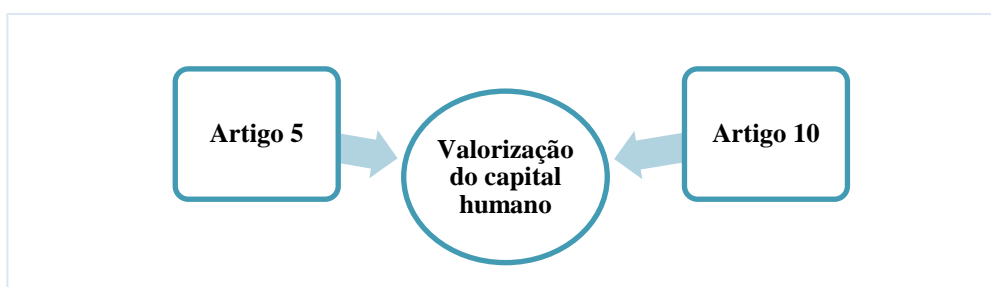 Artigo 5
Valorização
do capital
humano
Artigo 10